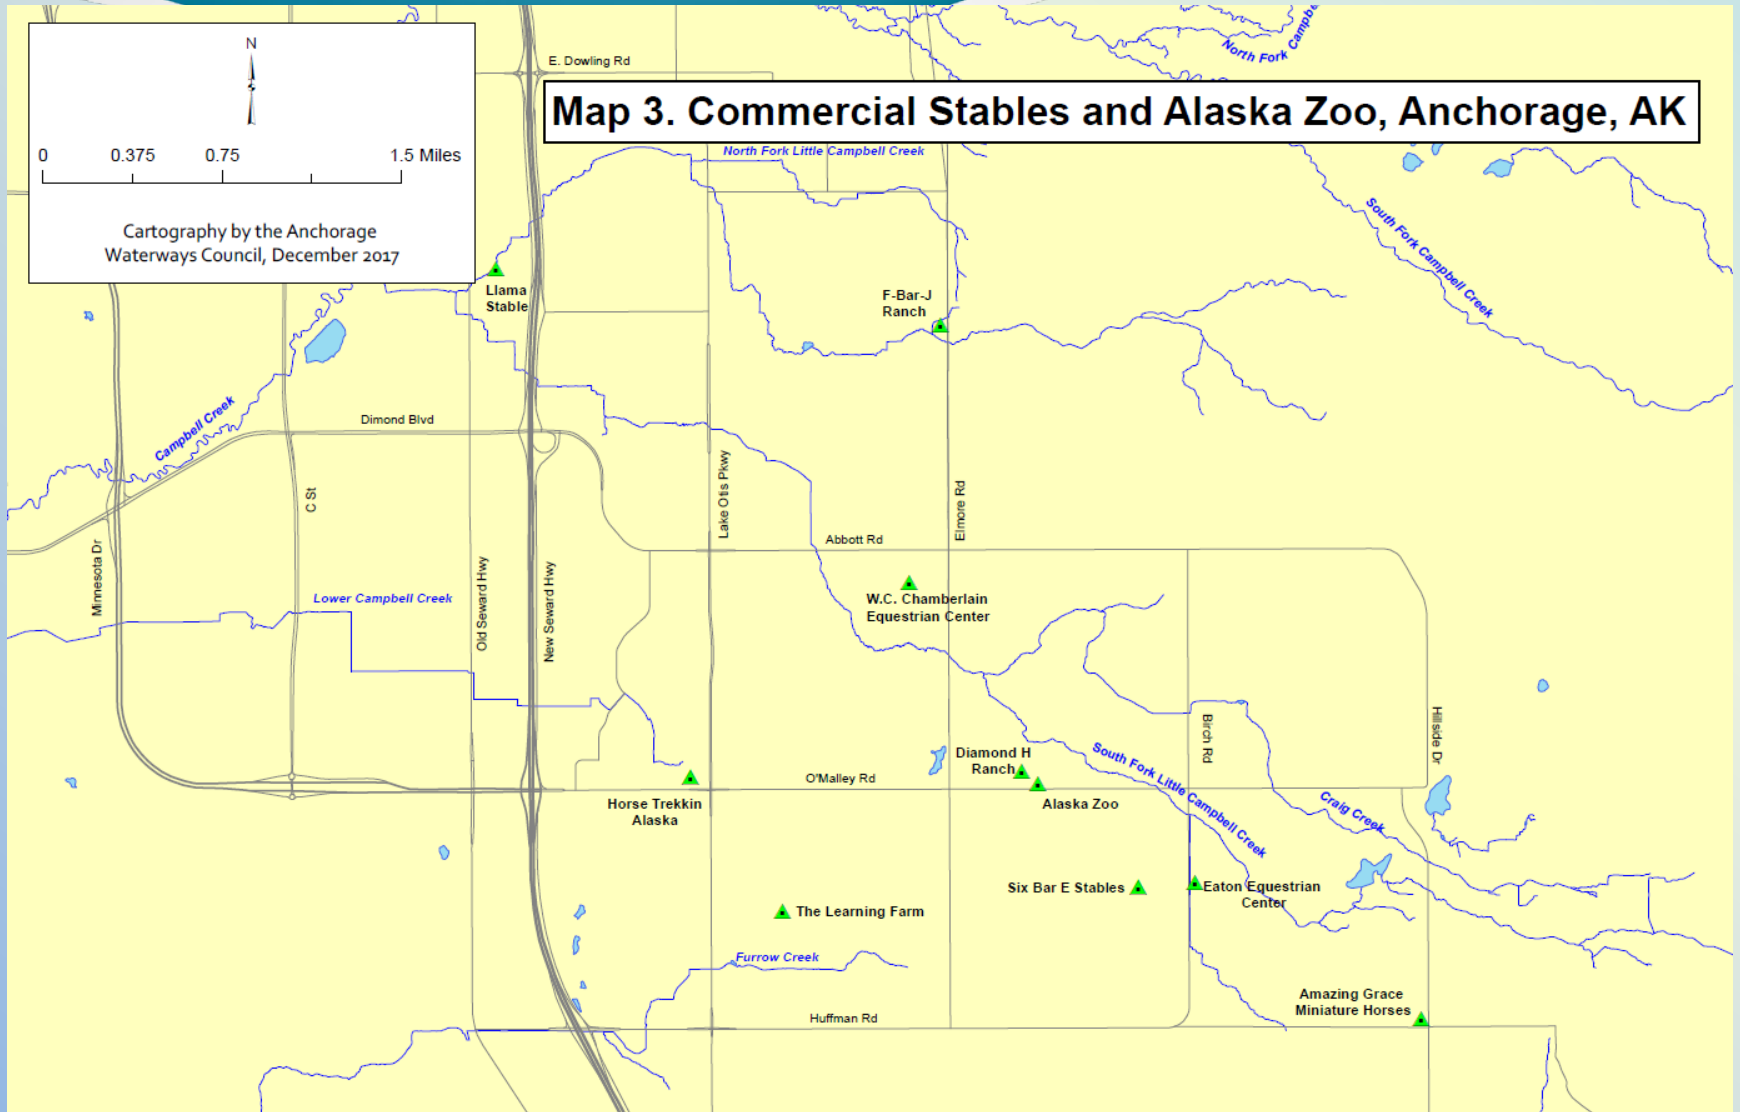 N
0 0.375 0.75 1.5 Miles
Cartography by the Anchorage
Waterways Council, December 2017
E. Dowling Rd
North Fork Campbe
Map 3. Commercial Stables and Alaska Zoo, Anchorage, AK
North Fork Little Campbell Creek
South Fork Campbell Creek
Llama
Stable
F-Bar-J
Ranch
Campbell Creek
Dimond Blvd
C St
Lake Otis Pkwy
Elmore Rd
Abbott Rd
Minnesota Dr
Old Seward Hwy
New Seward Hwy
Lower Campbell Creek
W.C. Chamberlain
Equestrian Center
Birch Rd
Hillside Dr
Diamond H
Ranch
South Fork Little Campbell Creek
O'Malley Rd
Alaska Zoo
Craig Creek
Horse Trekkin
Alaska
Six Bar E Stables
Eaton Equestrian
Center
The Learning Farm
Furrow Creek
Amazing Grace
Miniature Horses
Huffman Rd